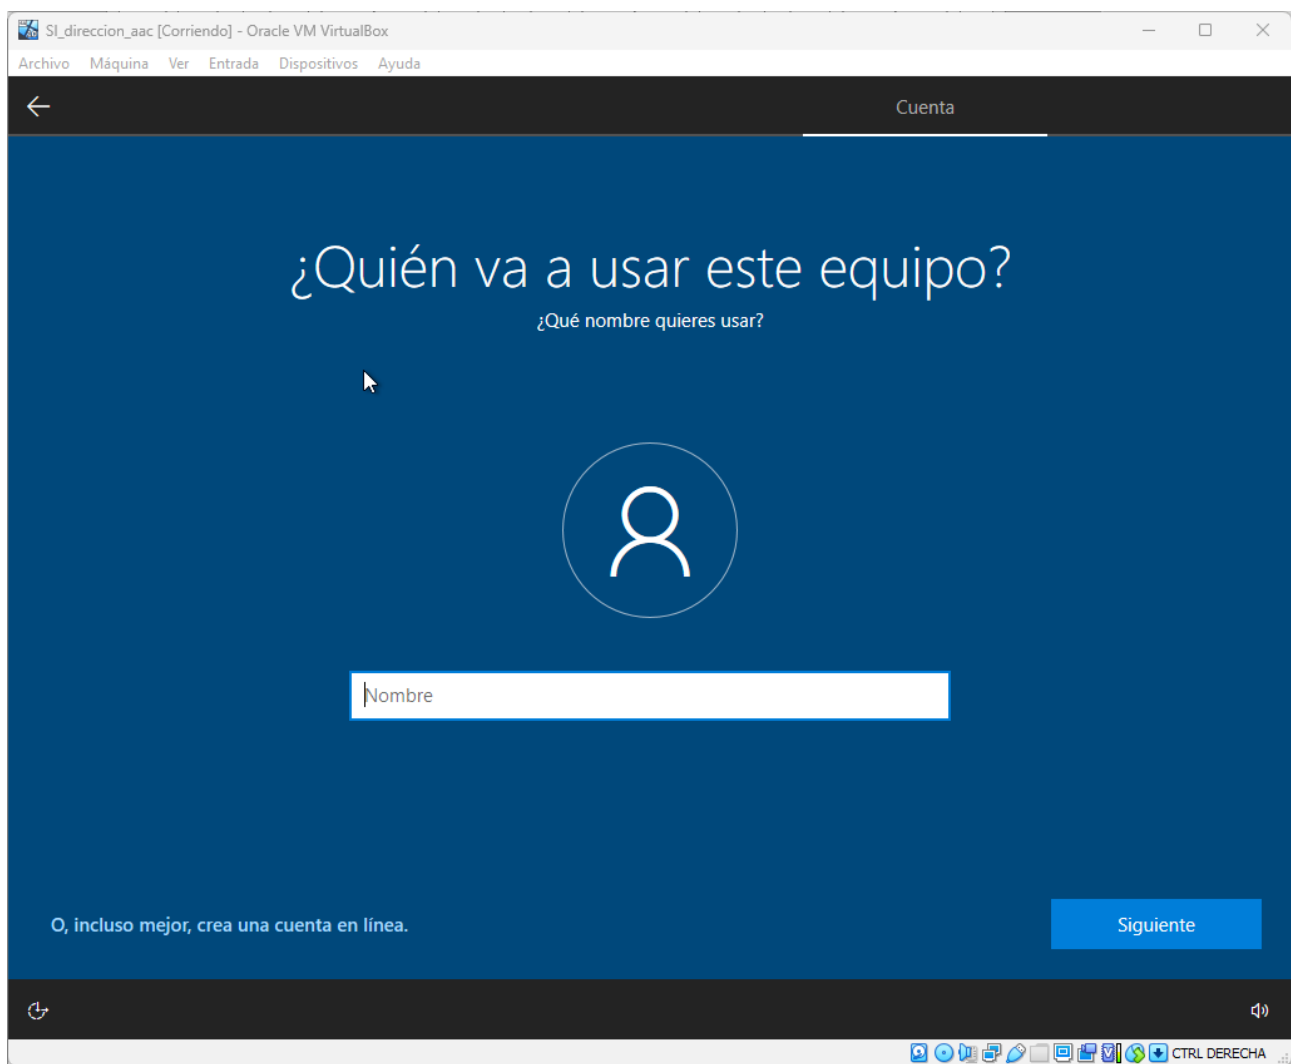 SI_direccion_aac [Corriendo] - Oracle VM VirtualBox
Archivo Máquina Ver Entrada Dispositivos Ayuda
Cuenta
¿Quién va a usar este equipo?
¿Qué nombre quieres usar?
Nombre
O, incluso mejor, crea una cuenta en línea.
Siguiente
CTRL DERECHA